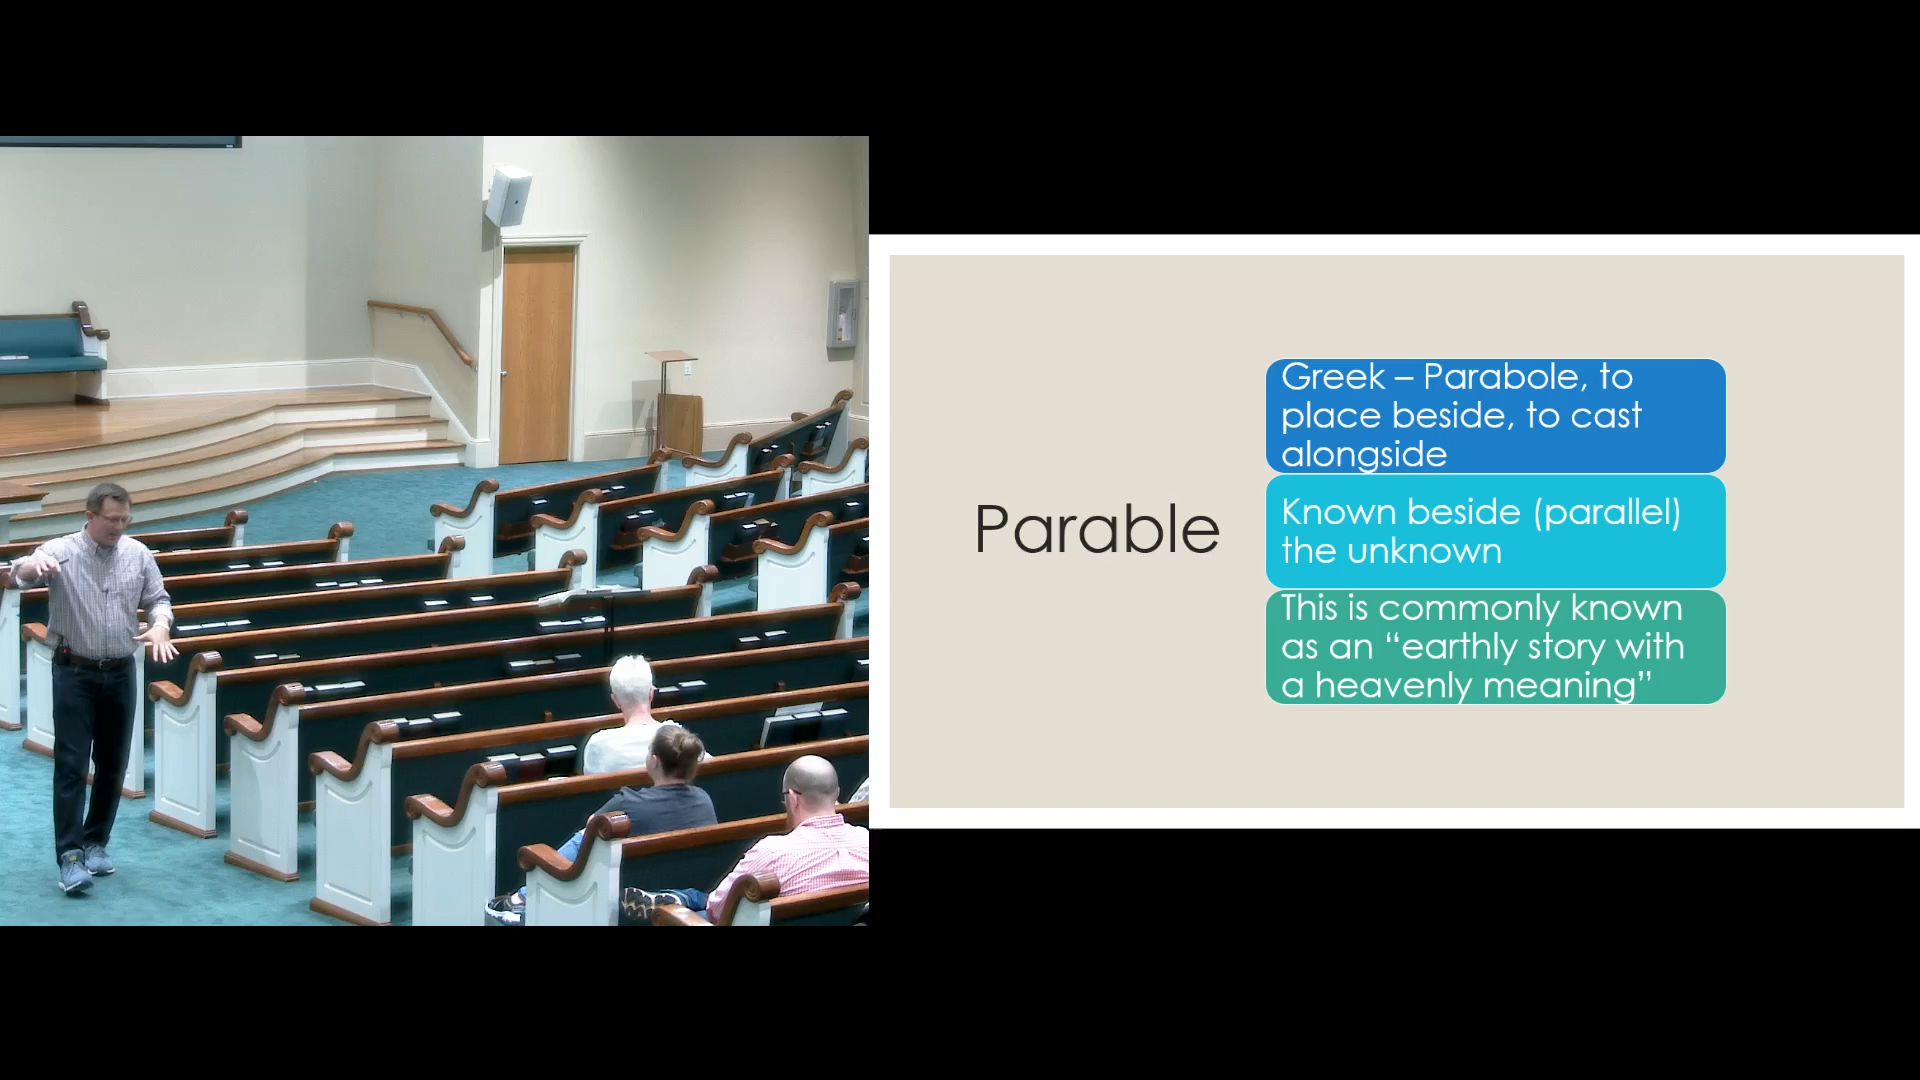 Parable
Greek – Parabole, to
place beside, to cast
alongside
Known beside (parallel)
the unknown
This is commonly known
as an “earthly story with
a heavenly meaning”